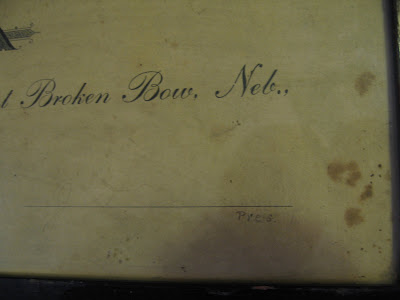 t Broken Bow, Neb.,
Pres.